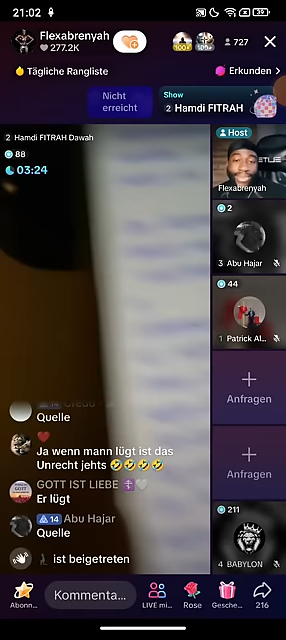 21:02
39
Flexabrenyah
277.2K
100+
727
Tägliche Rangliste
Erkunden
Nicht
erreicht
Show
2 Hamdi FITRAH
2 Hamdi FITRAH Dawah
88
03:24
Host
Flexabrenyah
2
3 Abu Hajar
44
1 Patrick Al...
Anfragen
Anfragen
211
4 BABYLON
Quelle
Ja wenn mann lügt ist das
Unrecht jehts 🤣🤣🤣🤣
GOTT IST LIEBE ✝️🤍
Er lügt
14 Abu Hajar
Quelle
ist beigetreten
Abonn...
Kommenta...
LIVE mi...
Rose
Gesche...
216